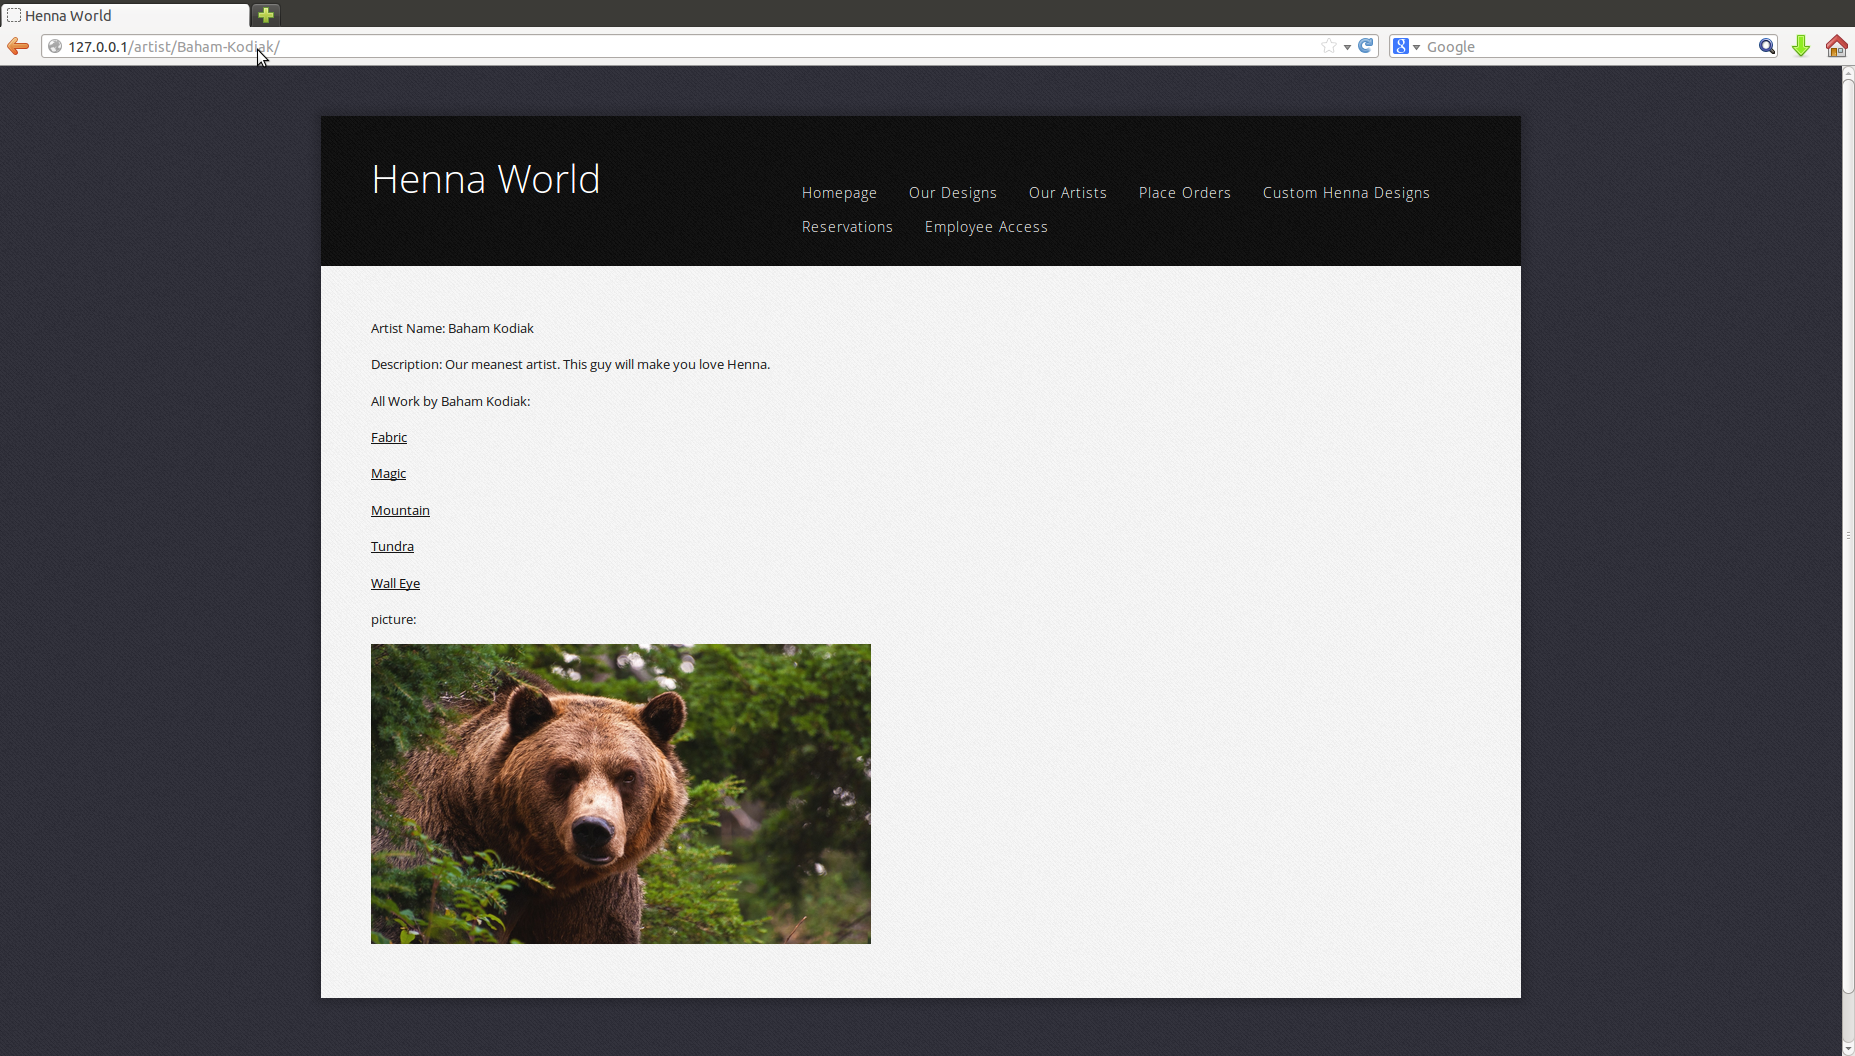 Henna World
127.0.0.1/artist/Baham-Kodiak/
8 Google
Henna World
Homepage Our Designs Our Artists Place Orders Custom Henna Designs
Reservations Employee Access
Artist Name: Baham Kodiak
Description: Our meanest artist. This guy will make you love Henna.
All Work by Baham Kodiak:
Fabric
Magic
Mountain
Tundra
Wall Eye
picture: